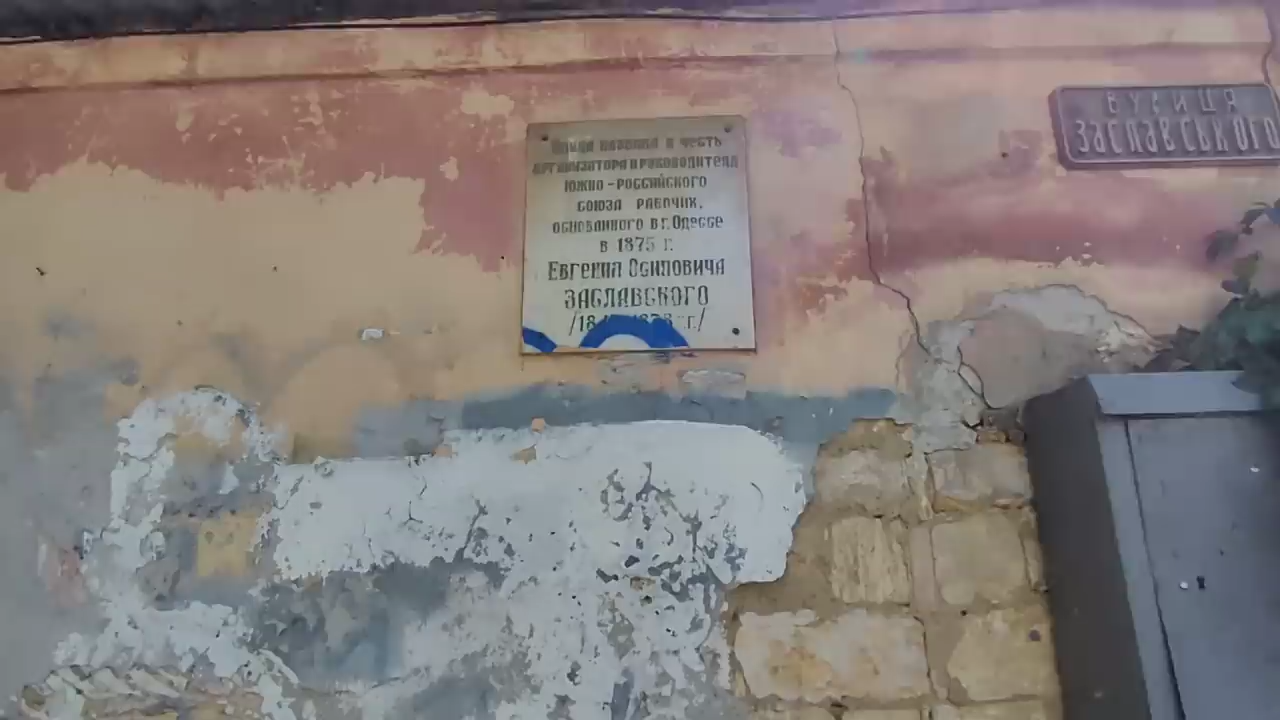 Улица названа в честь
организатора и руководителя
Южно-Российского
союза рабочих,
основанного в г. Одессе
в 1875 г.
Евгения Осиповича
ЗАСЛАВСКОГО
ВУЛИЦЯ
ЗАСЛАВСЬКОГО